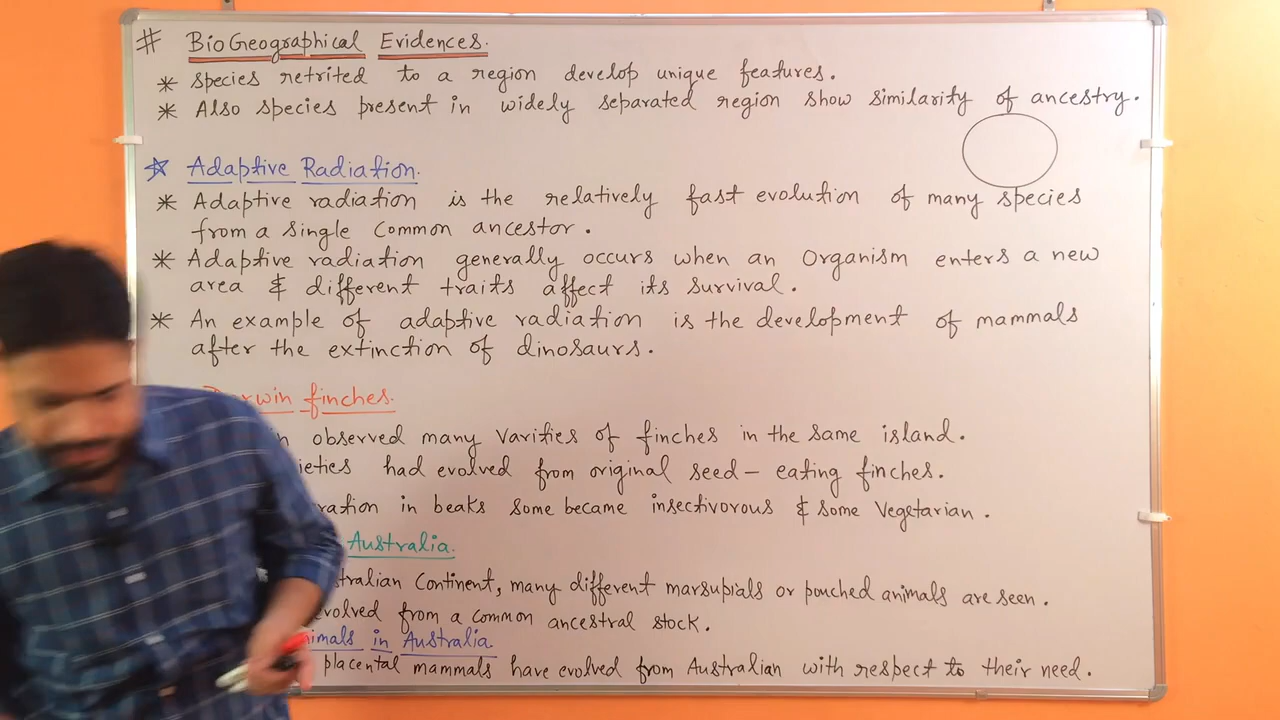 # BioGeographical Evidences.
* species retrited to a region develop unique features.
* Also species present in widely separated region show similarity of ancestry.
☆ Adaptive Radiation.
* Adaptive radiation is the relatively fast evolution of many species
from a single common ancestor.
* Adaptive radiation generally occurs when an Organism enters a new
area & different traits affect its survival.
* An example of adaptive radiation is the development of mammals
after the extinction of dinosaurs.
finches.
observed many Varities of finches in the same island.
had evolved from original seed- eating finches.
in beaks some became insectivorous & some Vegetarian.
Australia.
Continent, many different marsupials or pouched animals are seen.
from a common ancestral stock.
in Australia
placental mammals have evolved from Australian with respect to their need.